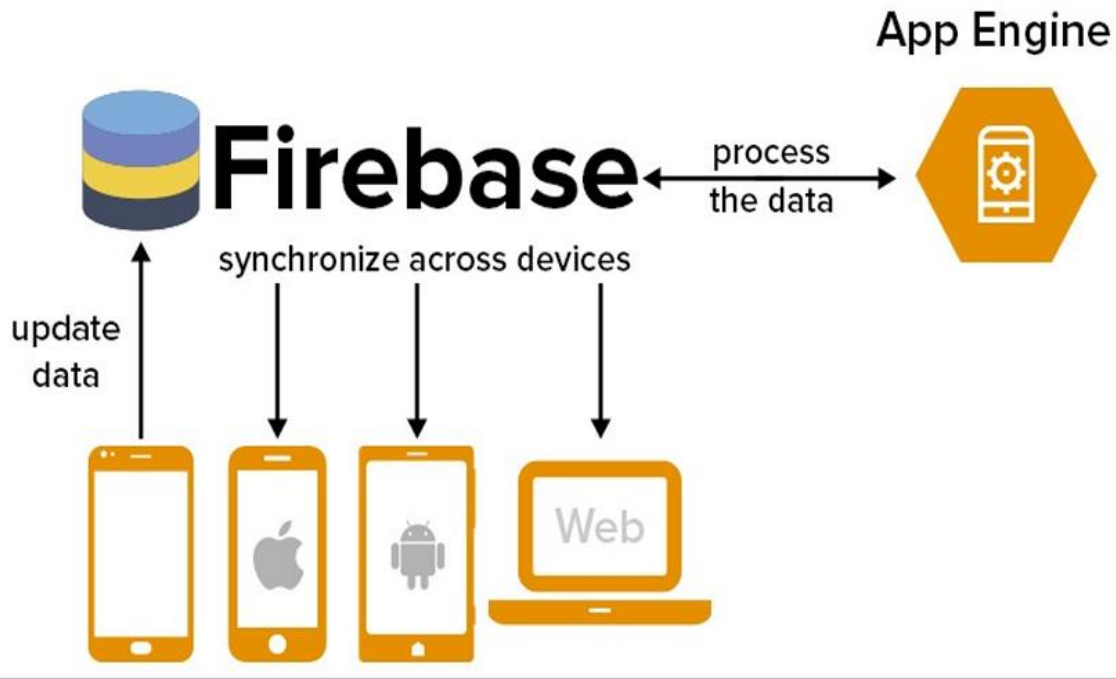 App Engine
Firebase
process
the data
synchronize across devices
update
data
Web